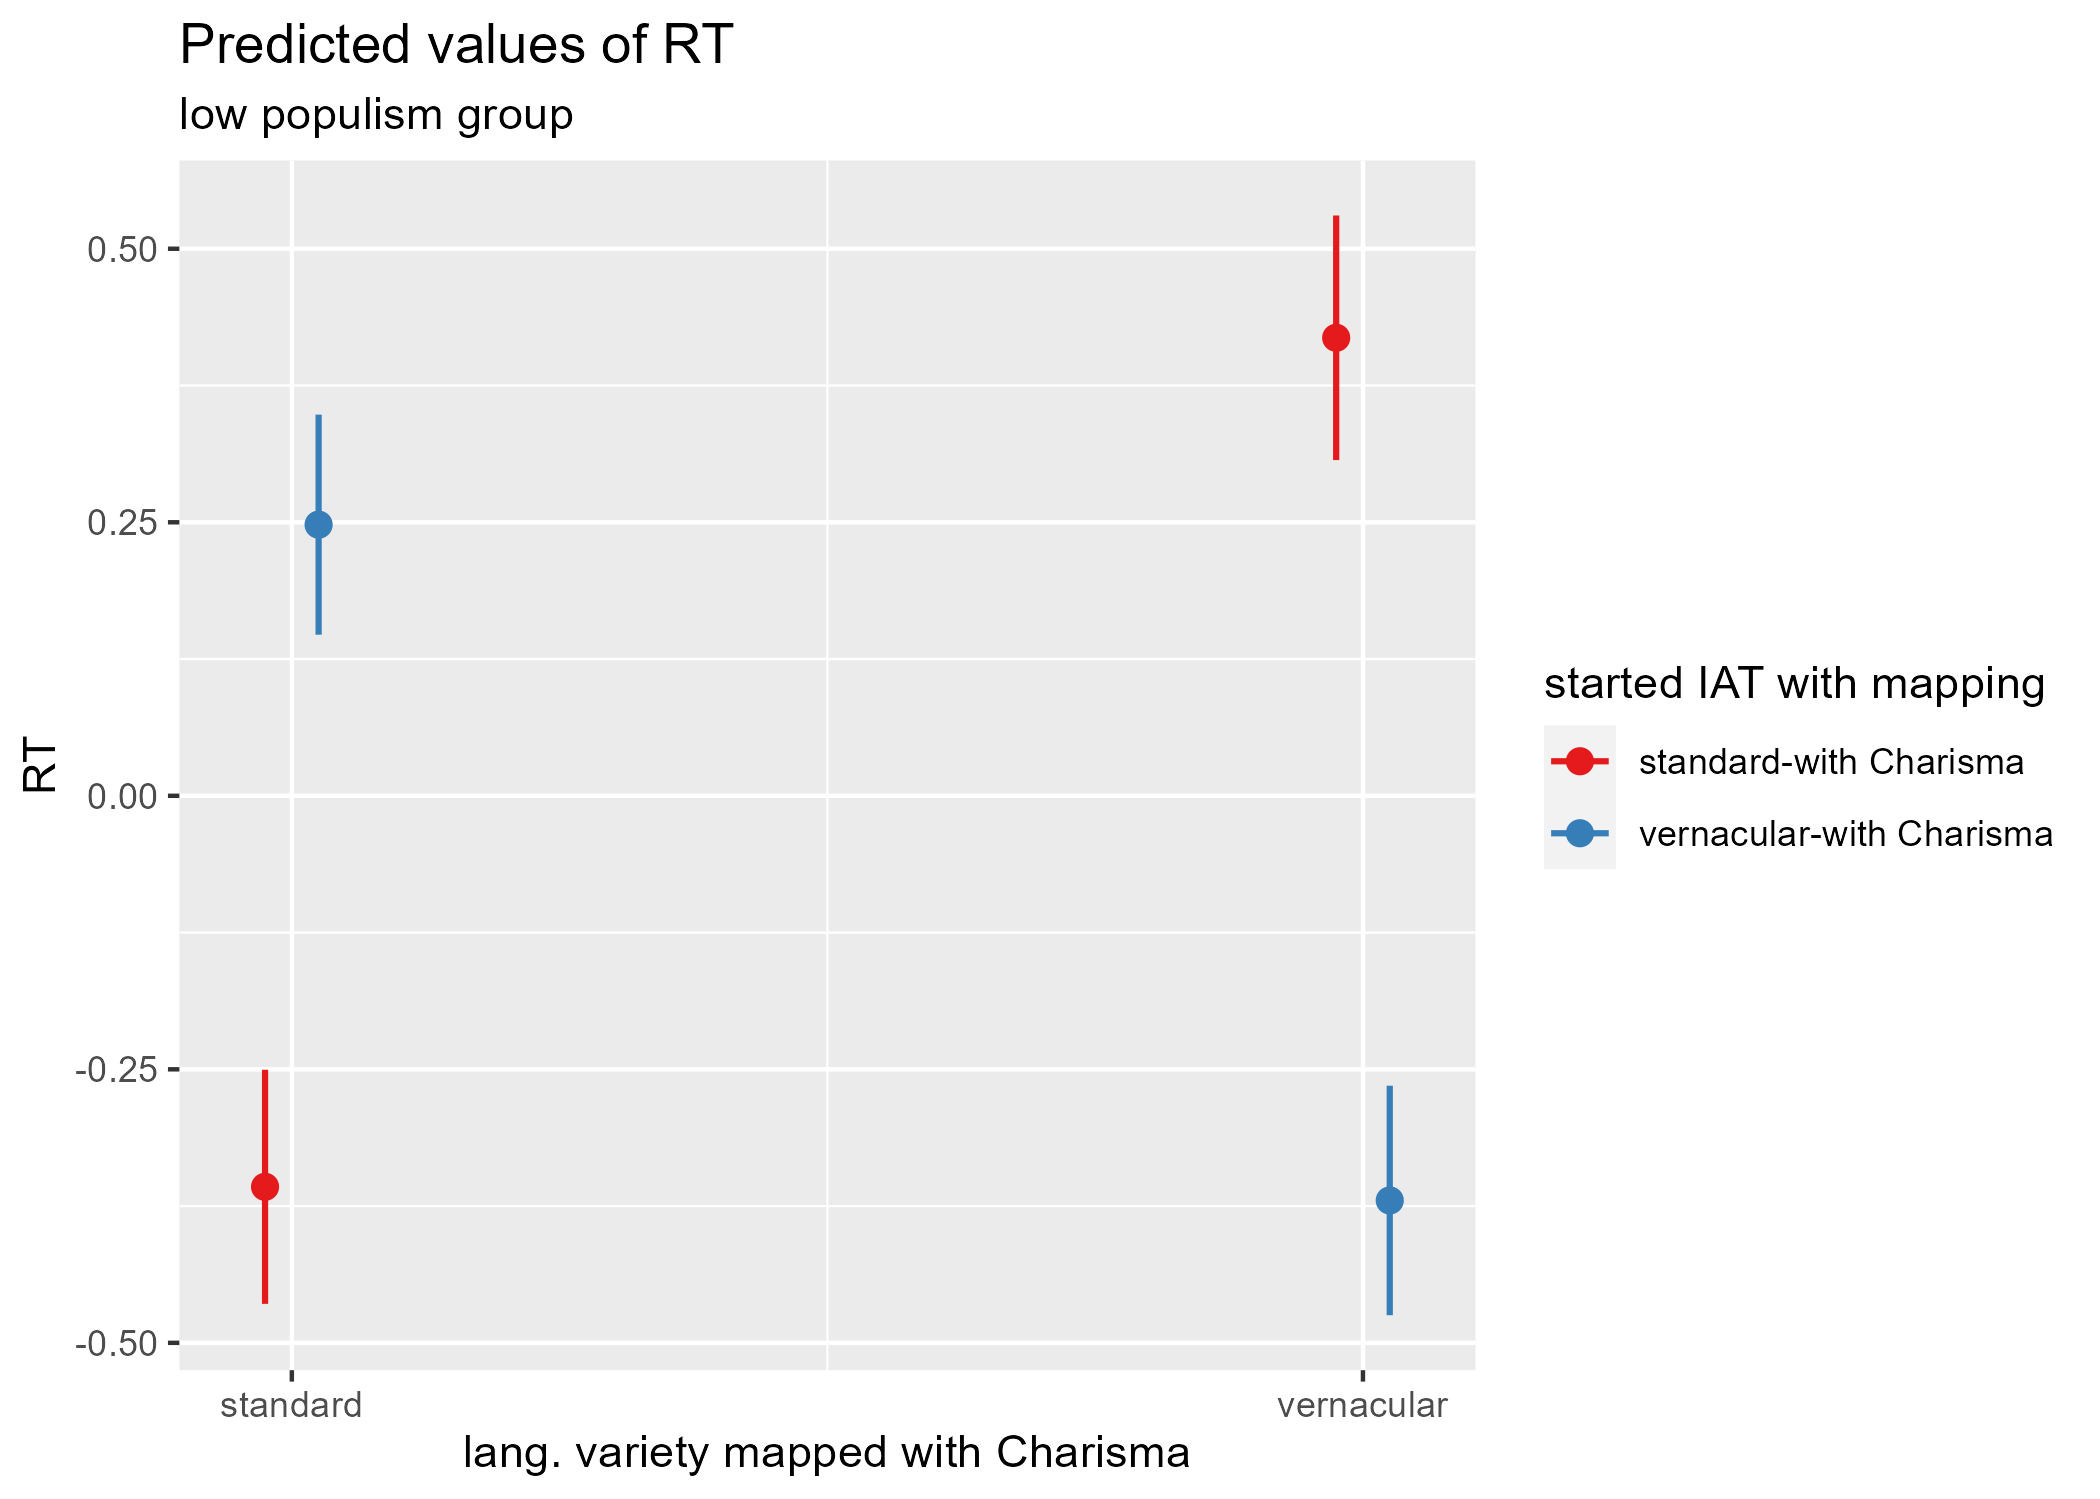 Predicted values of RT
low populism group
0.50
0.25
0.00
-0.25
-0.50
RT
standard
vernacular
lang. variety mapped with Charisma
started IAT with mapping
standard-with Charisma
vernacular-with Charisma